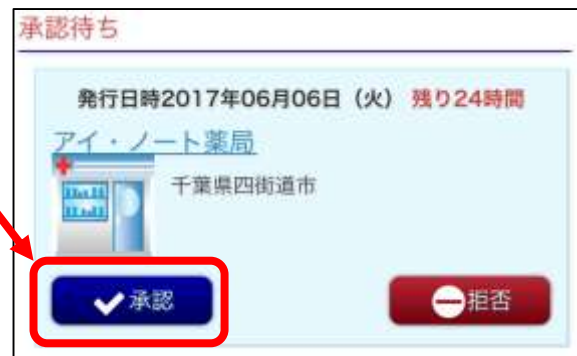 承認待ち
発行日時2017年06月06日（火） 残り24時間
アイ・ノート薬局
千葉県四街道市
承認
拒否